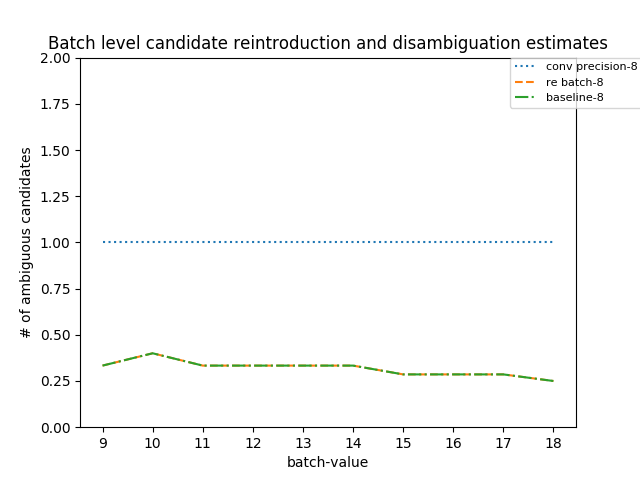 Batch level candidate reintroduction and disambiguation estimates
conv precision-8
re batch-8
baseline-8
2.00
1.75
1.50
1.25
1.00
0.75
0.50
0.25
0.00
# of ambiguous candidates
9 10 11 12 13 14 15 16 17 18
batch-value